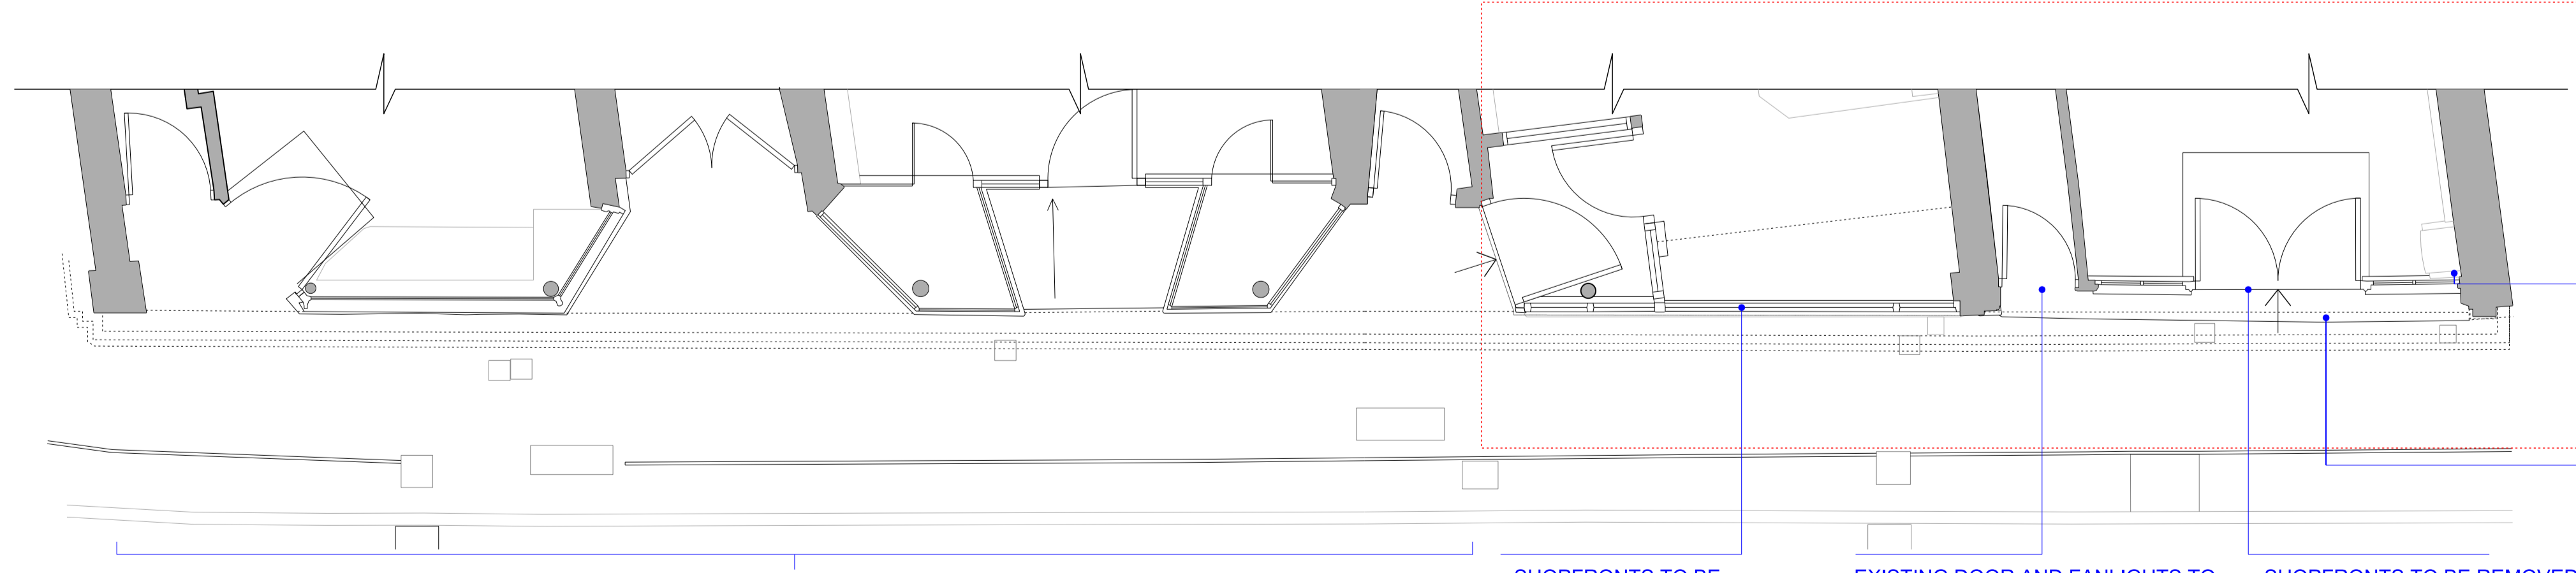 SHOPFRONTS TO BE
EXISTING DOOR AND FANLIGHTS TO
SHOPFRONTS TO BE REMOVED